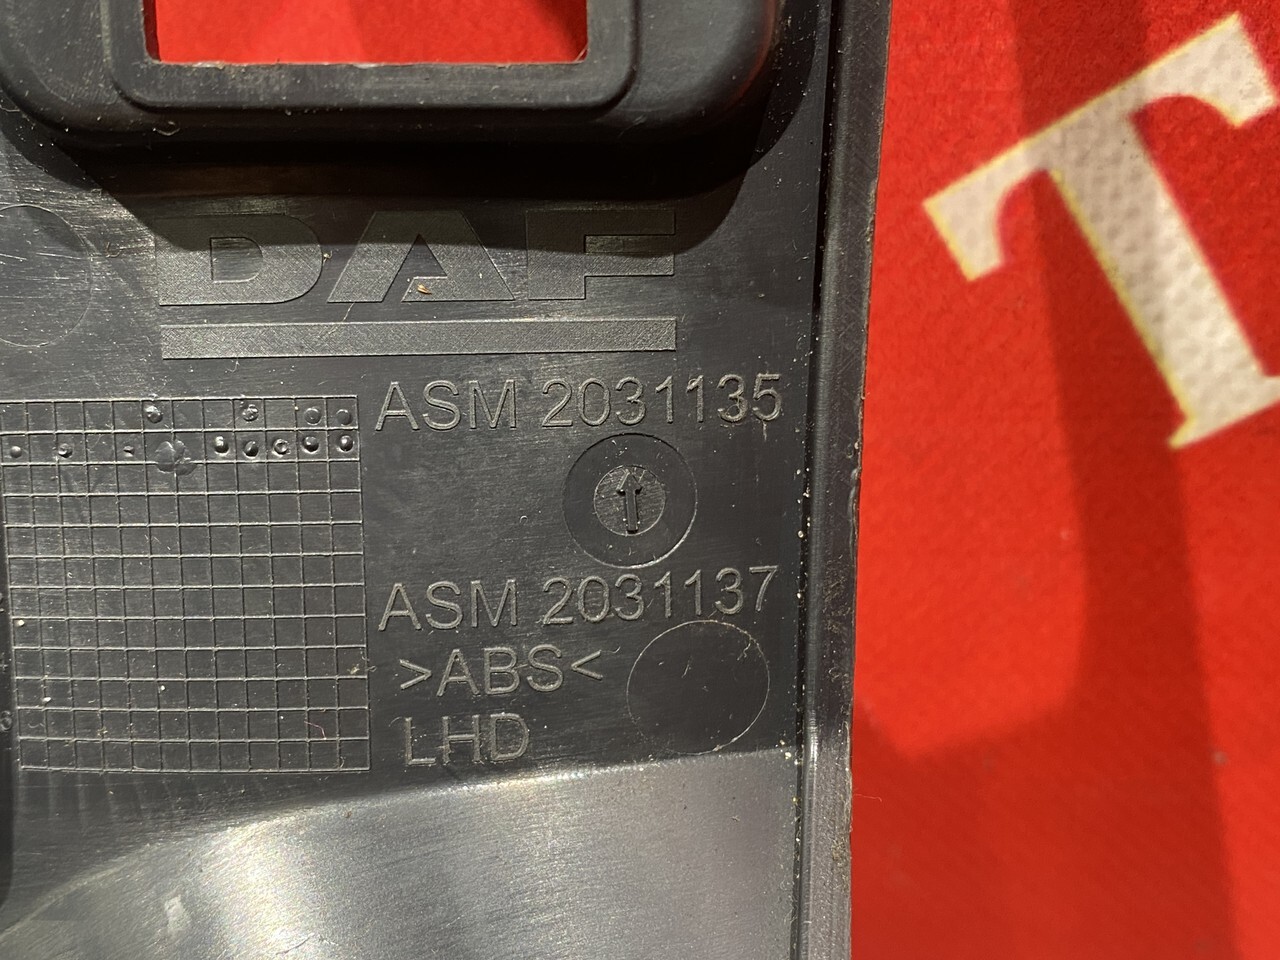 DAF
ASM 2031135
ASM 2031137
>ABS<
LHD
T